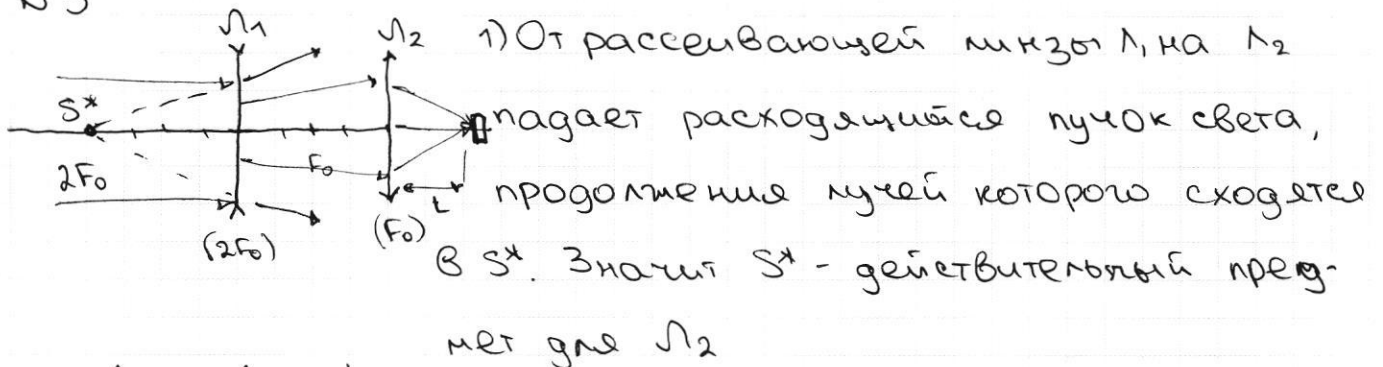 Л1 Л2 1) От рассеивающей линзы Л1 на Л2
S* падает расходящийся пучок света,
2F₀ F₀ L продолжения лучей которого сходятся
(2F₀) (F₀) в S*. Значит S* - действительный пред-
мет для Л2